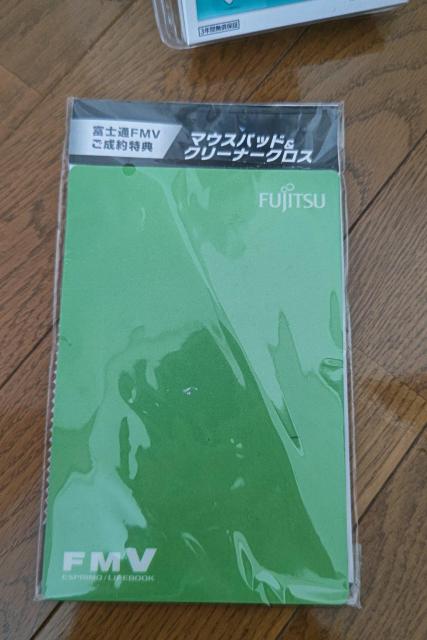 3年間無償保証
富士通FMV
ご成約特典
マウスパッド&
クリーナークロス
FUJITSU
FMV
ESPRIMO/LIFEBOOK